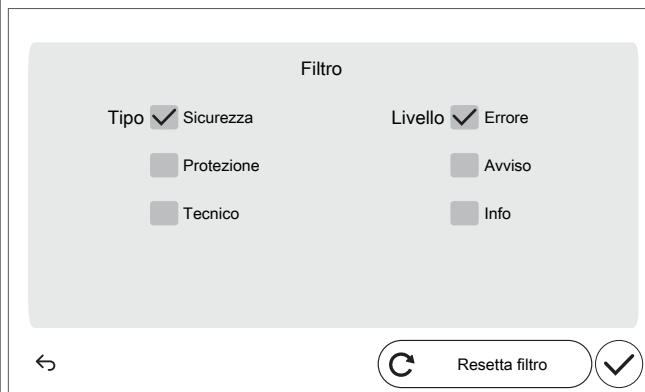 Filtro
Tipo Sicurezza Livello Errore
Protezione Avviso
Tecnico Info
Resetta filtro